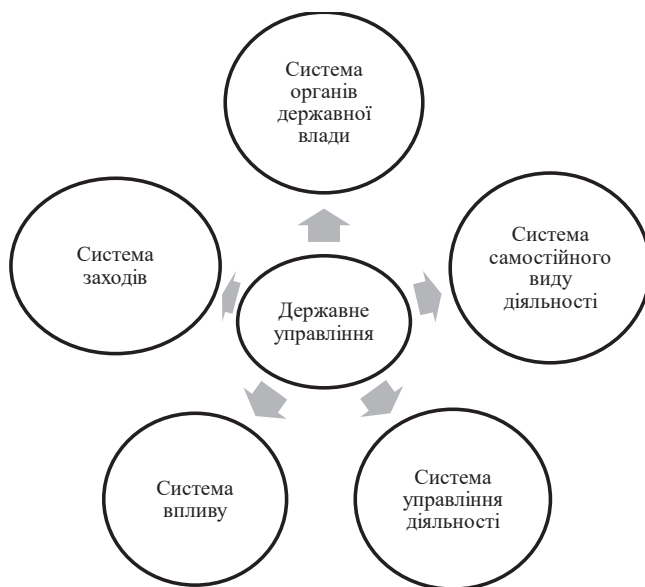 Система
органів
державної
влади
Система
заходів
Система
самостійного
виду
діяльності
Державне
управління
Система
впливу
Система
управління
діяльності